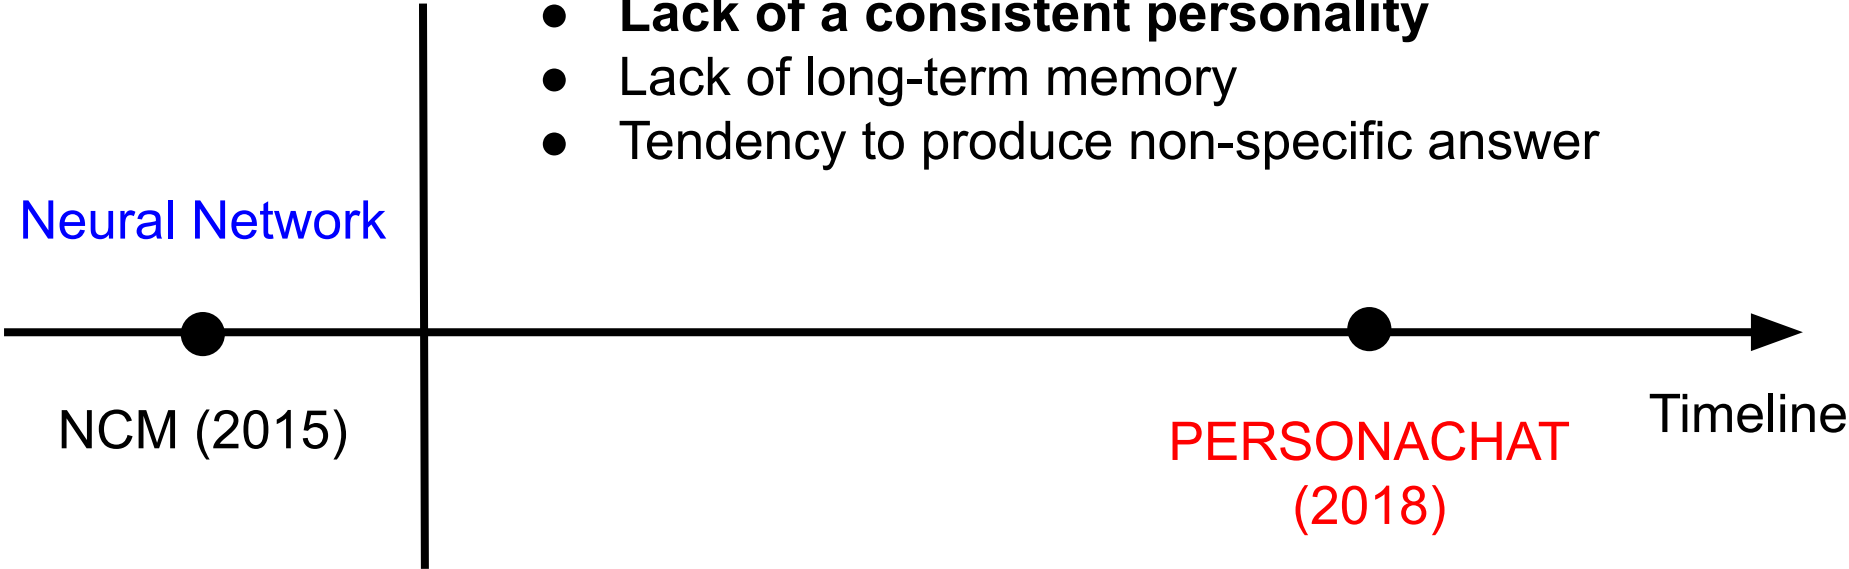 ● Lack of a consistent personality
● Lack of long-term memory
● Tendency to produce non-specific answer
Neural Network
NCM (2015)
PERSONACHAT
(2018)
Timeline